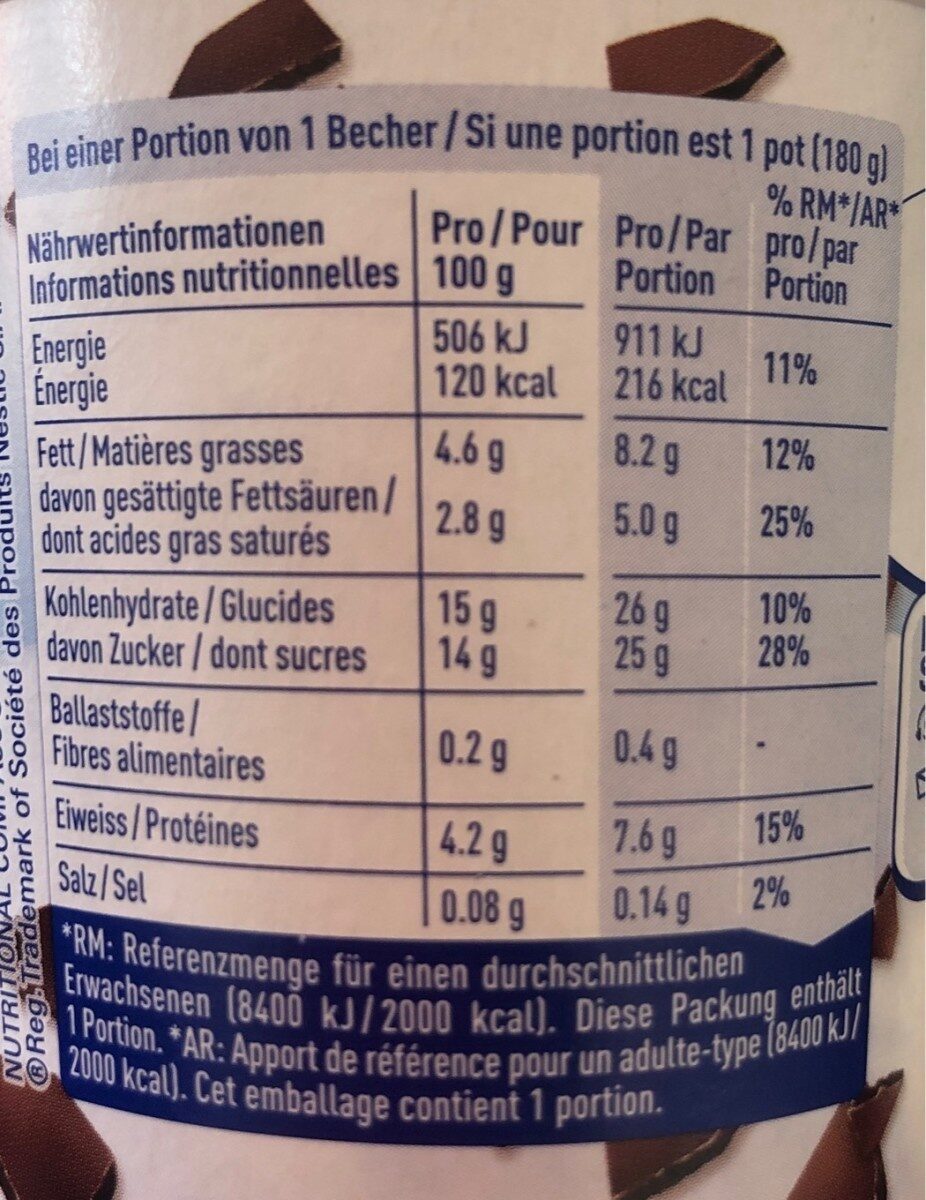 Bei einer Portion von 1 Becher / Si une portion est 1 pot (180 g)
Nährwertinformationen
Informations nutritionnelles
Pro / Pour
100 g
Pro / Par
Portion
% RM*/AR*
pro / par
Portion
Energie
Énergie
506 kJ
120 kcal
911 kJ
216 kcal
11%
Fett / Matières grasses 4.6 g 8.2 g 12%
davon gesättigte Fettsäuren /
dont acides gras saturés
2.8 g 5.0 g 25%
Kohlenhydrate / Glucides 15 g 26 g 10%
davon Zucker / dont sucres 14 g 25 g 28%
Ballaststoffe /
Fibres alimentaires
0.2 g 0.4 g -
Eiweiss / Protéines 4.2 g 7.6 g 15%
Salz / Sel 0.08 g 0.14 g 2%
*RM: Referenzmenge für einen durchschnittlichen
Erwachsenen (8400 kJ / 2000 kcal). Diese Packung enthält
1 Portion. *AR: Apport de référence pour un adulte-type (8400 kJ /
2000 kcal). Cet emballage contient 1 portion.
NUTRITIONAL
® Reg. Trademark of Société des Produits Nestlé